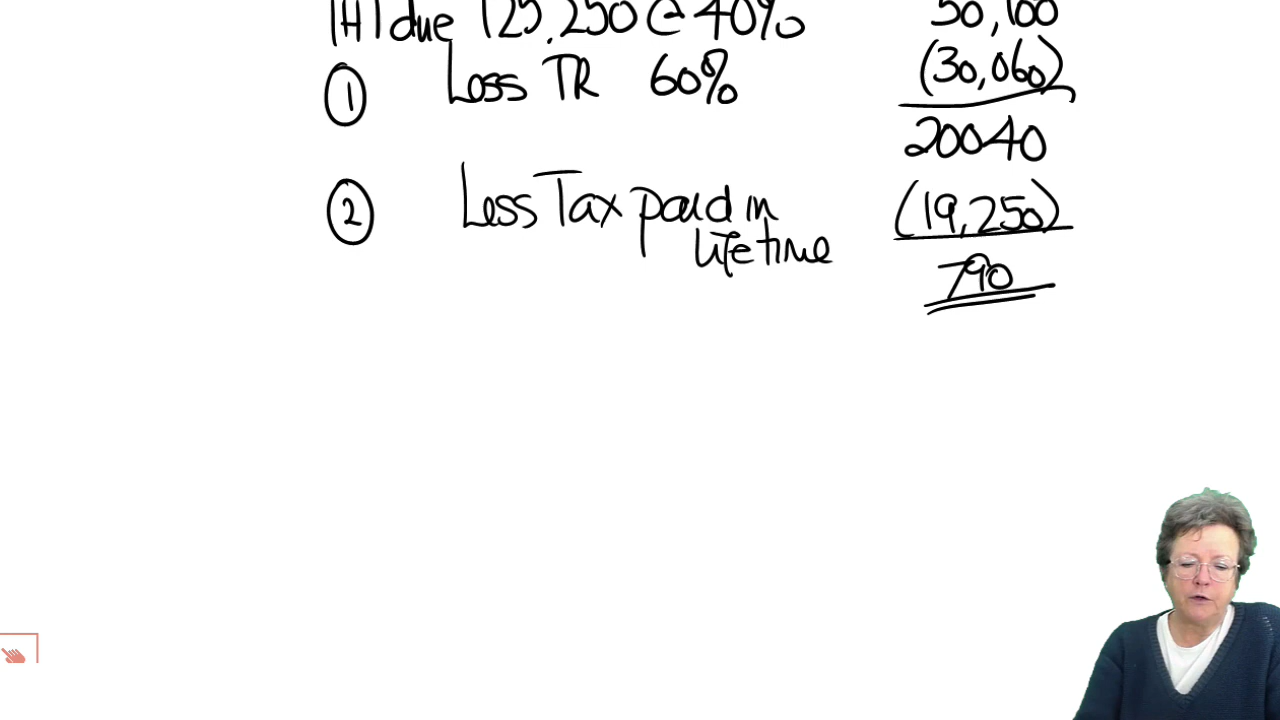 IHT due 125,250 @ 40% 50,100
① Less TR 60% (30,060)
20040
② Less Tax paid in (19,250)
lifetime
790